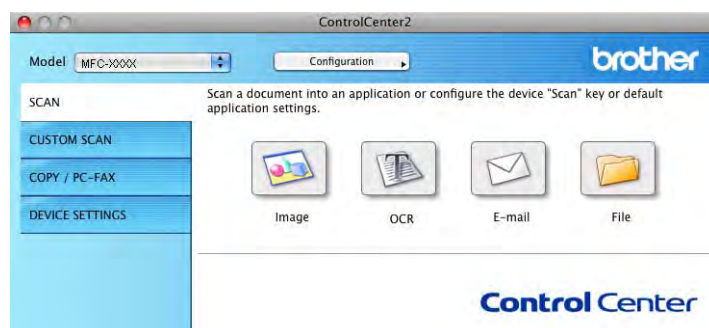 ControlCenter2
Model MFC-XXXX Configuration brother
SCAN
CUSTOM SCAN
COPY / PC-FAX
DEVICE SETTINGS
Scan a document into an application or configure the device "Scan" key or default
application settings.
Image OCR E-mail File
Control Center